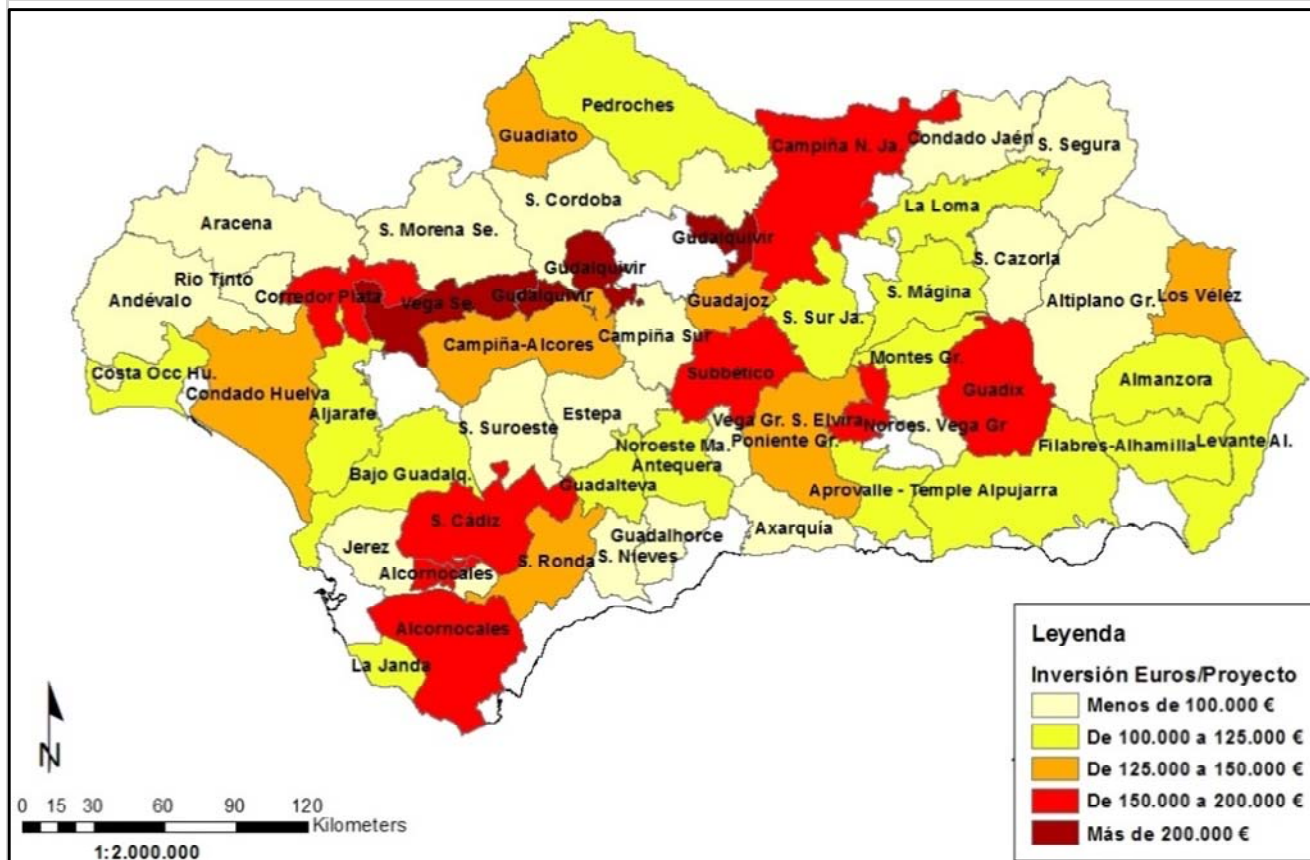 Pedroches
Guadiato
Campiña N. Ja.
Condado Jaén
S. Segura
S. Cordoba
La Loma
Aracena
S. Morena Se.
Gudalquivir
S. Cazorla
Rio Tinto
Andévalo
Corredor Plata
Vega Se.
Gudalquivir
Gudalquivir
Guadajoz
S. Mágina
Altiplano Gr.
Los Vélez
Campiña-Alcores
Campiña Sur
S. Sur Ja.
Costa Occ Hu.
Condado Huelva
Aljarafe
Subbético
Montes Gr.
Guadix
Almanzora
S. Suroeste
Estepa
Vega Gr. S. Elvira
Poniente Gr.
Nordes. Vega Gr
Noroeste Ma.
Antequera
Filabres-Alhamilla
Levante Al.
Bajo Guadalq.
Guadalteva
Aprovalle - Temple
Alpujarra
S. Cádiz
Jerez
Guadalhorce
Axarquía
S. Nieves
S. Ronda
Alcornocales
Alcornocales
La Janda
N
0 15 30 60 90 120
Kilometers
1:2.000.000
Leyenda
Inversión Euros/Proyecto
Menos de 100.000 €
De 100.000 a 125.000 €
De 125.000 a 150.000 €
De 150.000 a 200.000 €
Más de 200.000 €